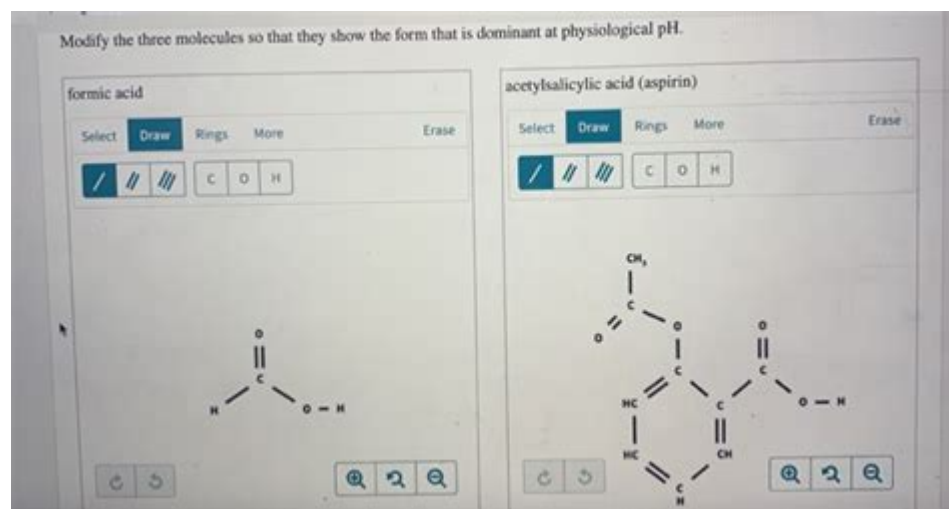 Modify the three molecules so that they show the form that is dominant at physiological pH.
formic acid
Select Draw Rings More Erase
C O H
O
C
H
O H
acetylsalicylic acid (aspirin)
Select Draw Rings More Erase
C O H
CH₃
C
O
O
O
C
C
HC
C
O H
HC
CH
C
H